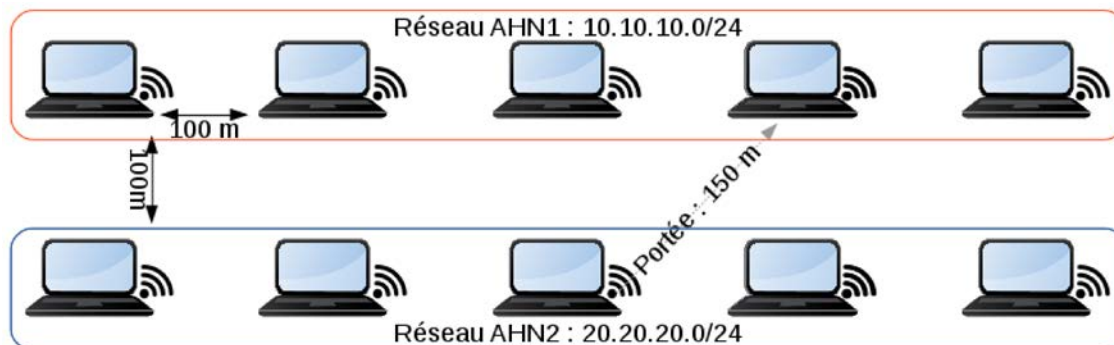 Réseau AHN1 : 10.10.10.0/24
100 m
100m
Portée : 150 m
Réseau AHN2 : 20.20.20.0/24